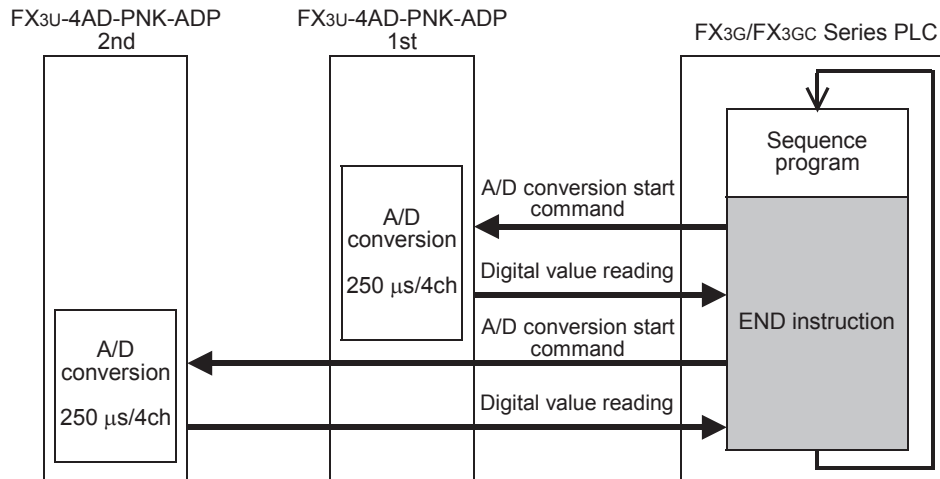 FX3U-4AD-PNK-ADP
2nd
FX3U-4AD-PNK-ADP
1st
FX3G/FX3GC Series PLC
Sequence
program
A/D conversion start
command
A/D
conversion
250 μs/4ch
Digital value reading
END instruction
A/D conversion start
command
A/D
conversion
250 μs/4ch
Digital value reading